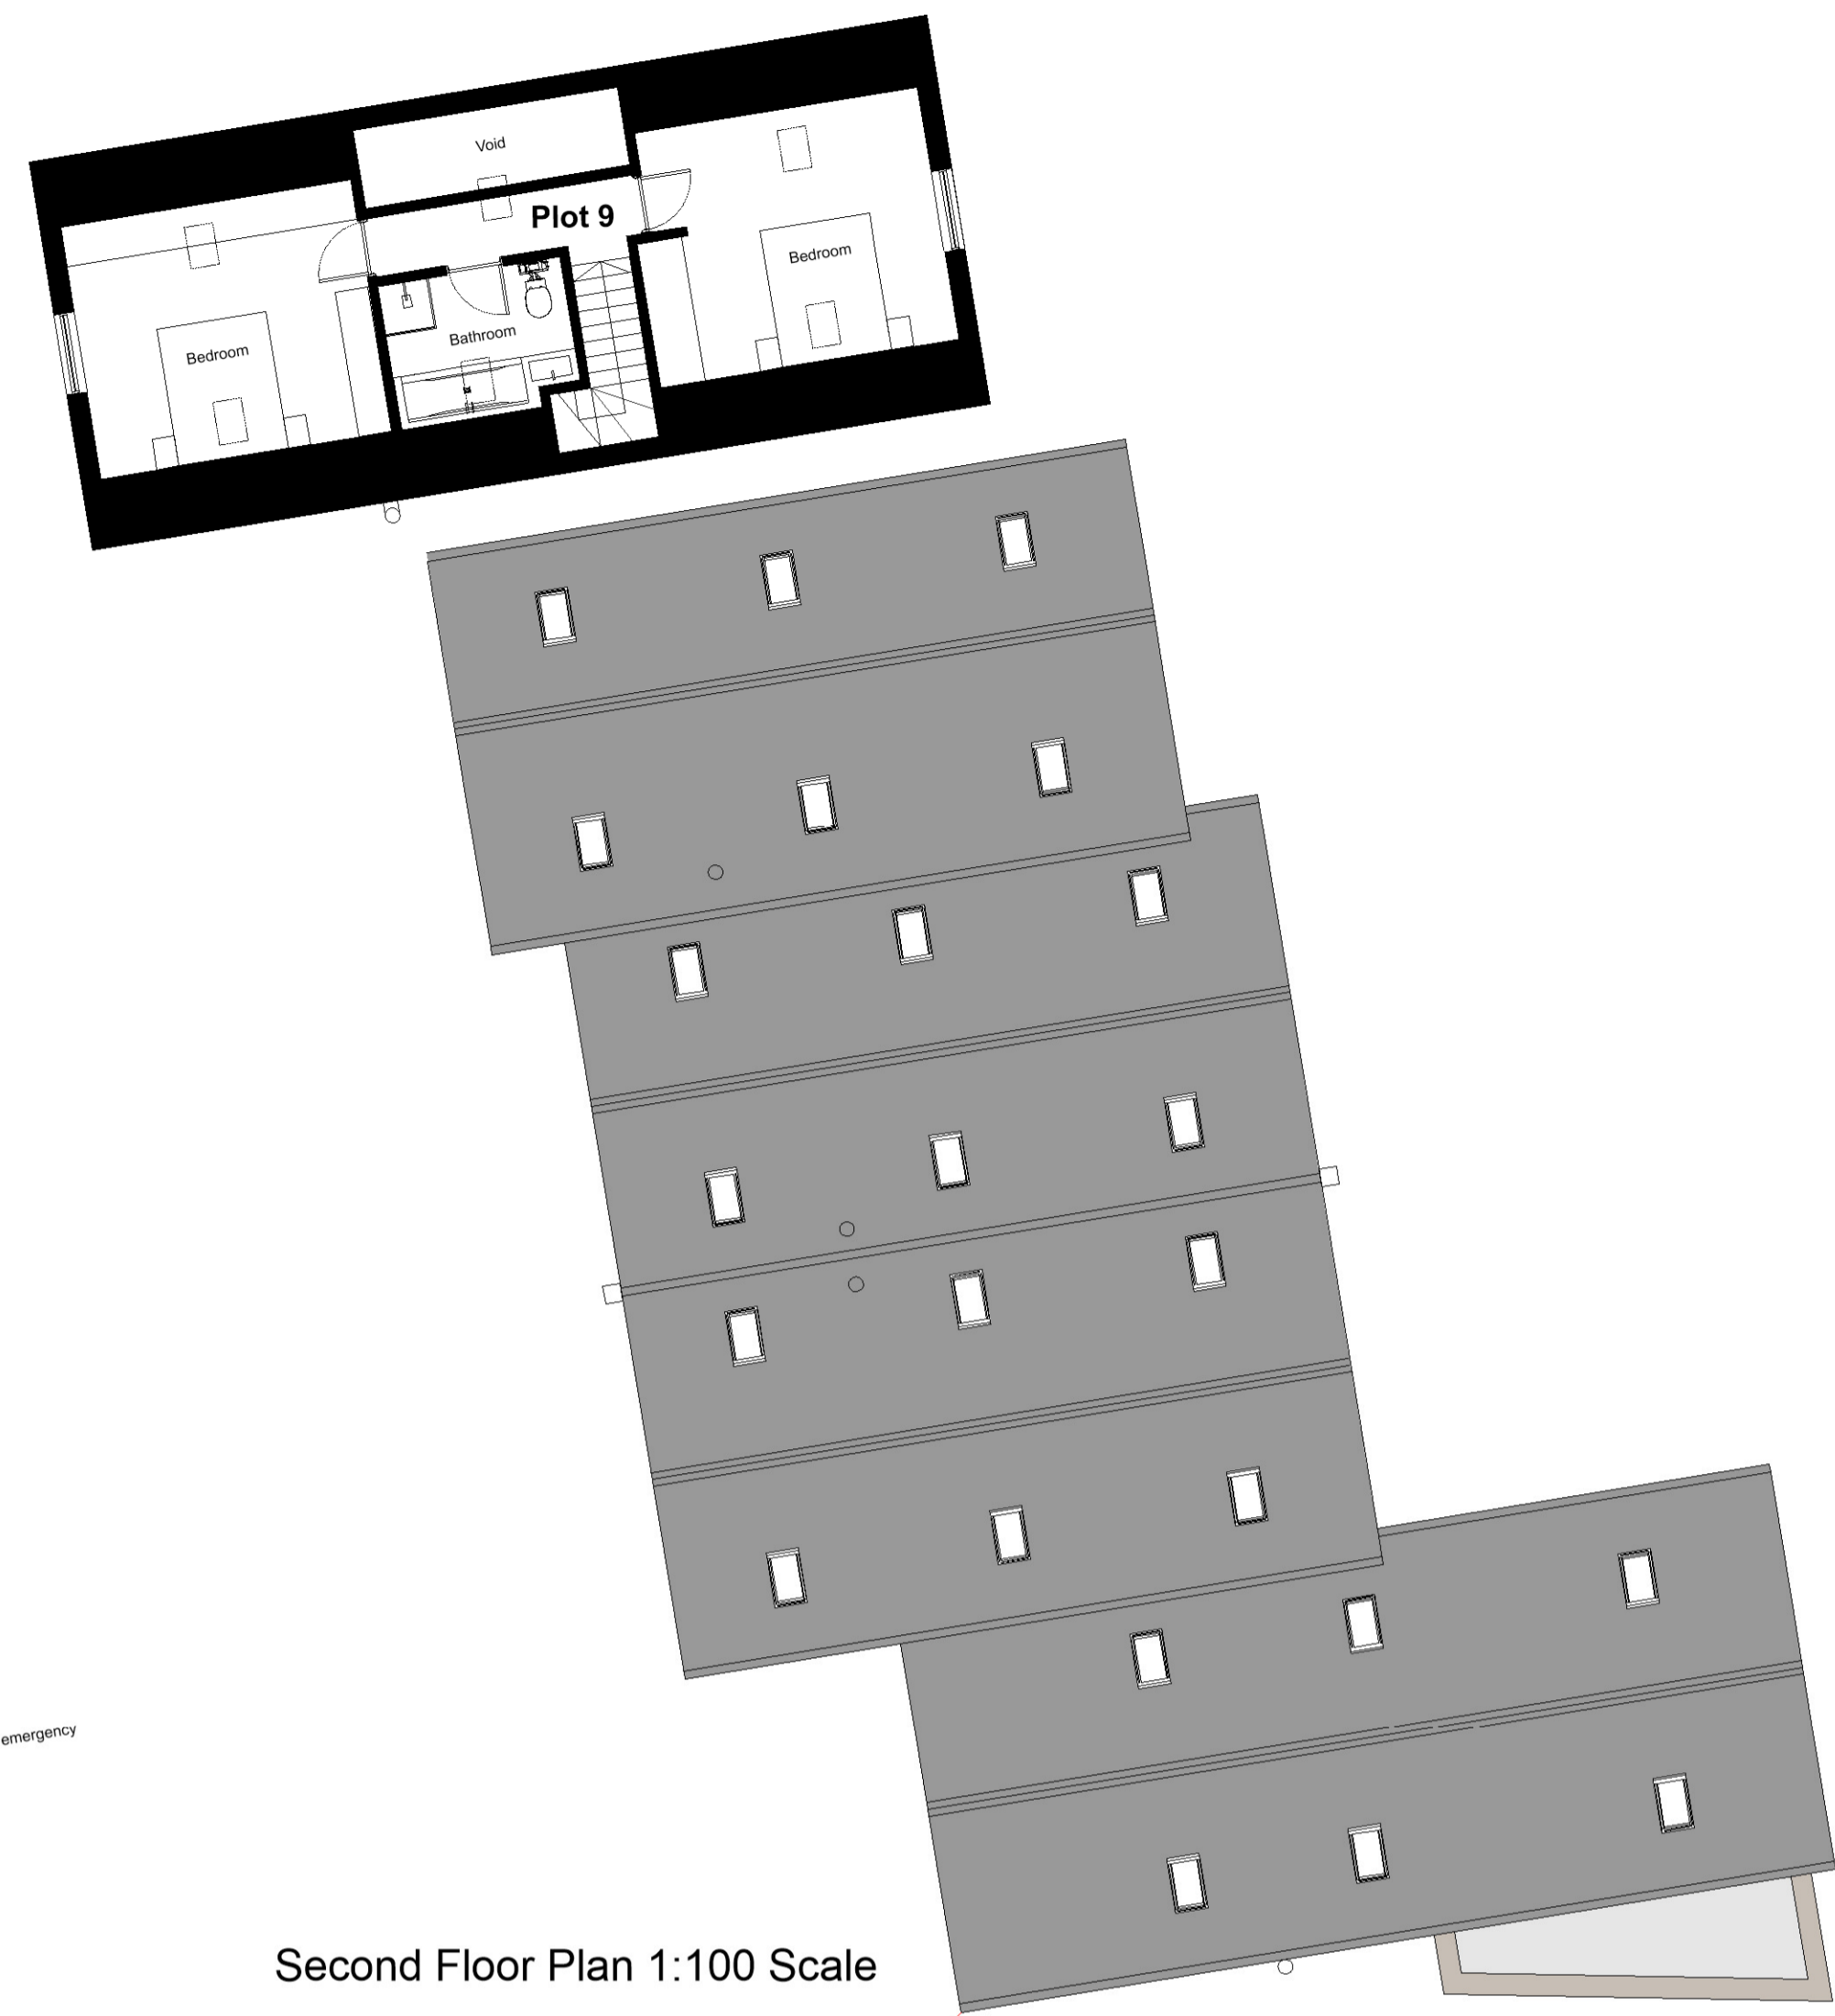 Void
Plot 9
Bedroom
Bathroom
Bedroom
emergency
Second Floor Plan 1:100 Scale